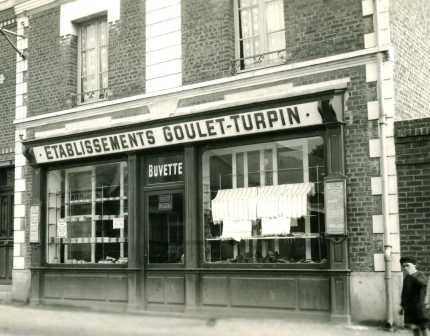 · ETABLISSEMENTS GOULET-TURPIN ·
BUVETTE